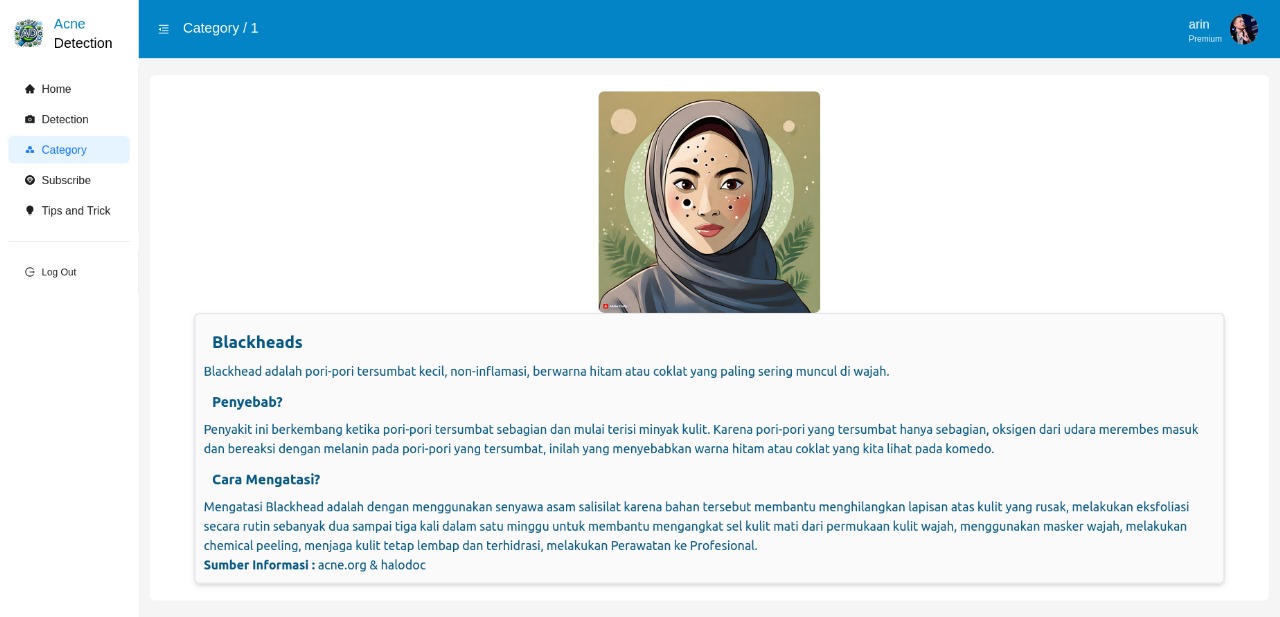 Acne
Detection
Category / 1
arin
Premium
Home
Detection
Category
Subscribe
Tips and Trick
Log Out
Blackheads
Blackhead adalah pori-pori tersumbat kecil, non-inflamasi, berwarna hitam atau coklat yang paling sering muncul di wajah.
Penyebab?
Penyakit ini berkembang ketika pori-pori tersumbat sebagian dan mulai terisi minyak kulit. Karena pori-pori yang tersumbat hanya sebagian, oksigen dari udara merembes masuk
dan bereaksi dengan melanin pada pori-pori yang tersumbat, inilah yang menyebabkan warna hitam atau coklat yang kita lihat pada komedo.
Cara Mengatasi?
Mengatasi Blackhead adalah dengan menggunakan senyawa asam salisilat karena bahan tersebut membantu menghilangkan lapisan atas kulit yang rusak, melakukan eksfoliasi
secara rutin sebanyak dua sampai tiga kali dalam satu minggu untuk membantu mengangkat sel kulit mati dari permukaan kulit wajah, menggunakan masker wajah, melakukan
chemical peeling, menjaga kulit tetap lembap dan terhidrasi, melakukan Perawatan ke Profesional.
Sumber Informasi : acne.org & halodoc